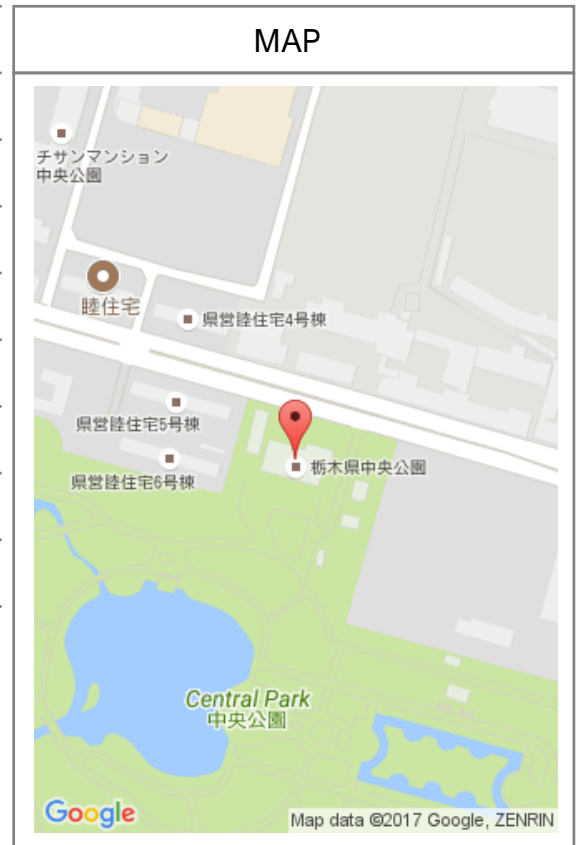 MAP
チサンマンション
中央公園
睦住宅
県営睦住宅4号棟
県営睦住宅5号棟
栃木県中央公園
県営睦住宅6号棟
Central Park
中央公園
Google
Map data ©2017 Google, ZENRIN